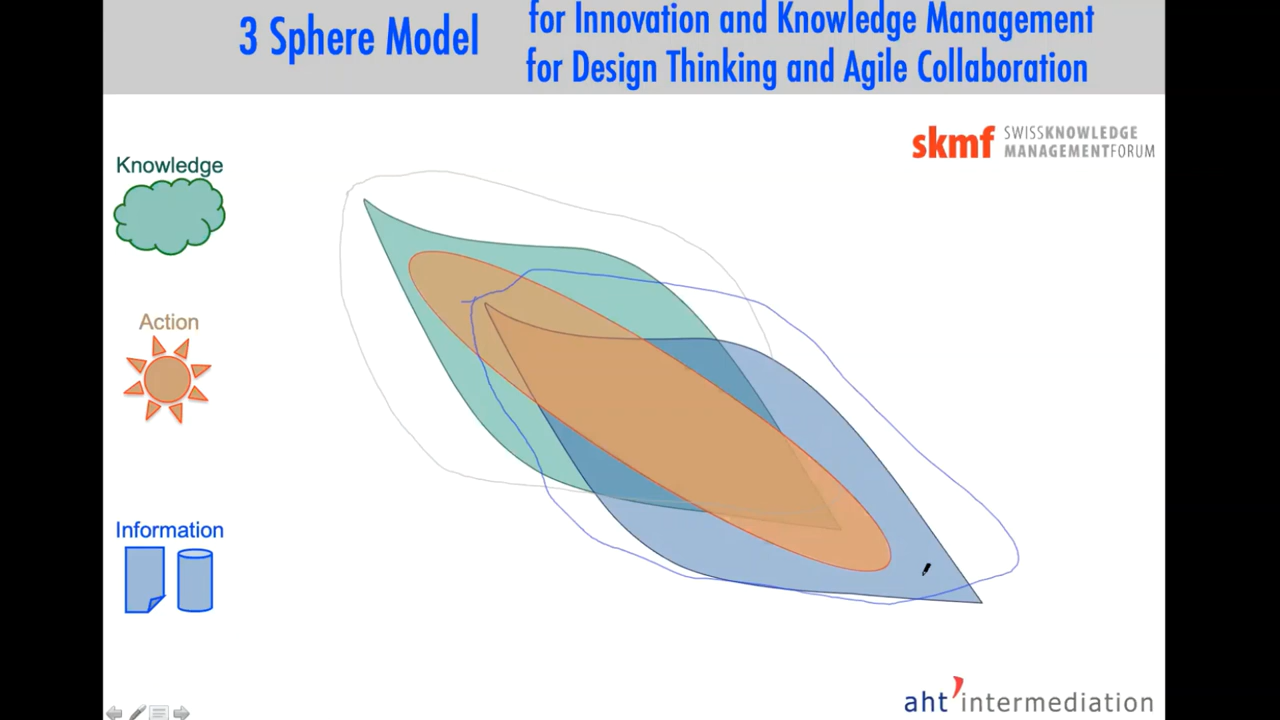 3 Sphere Model
for Innovation and Knowledge Management
for Design Thinking and Agile Collaboration
skmf SWISSKNOWLEDGE
MANAGEMENTFORUM
Knowledge
Action
Information
aht'intermediation